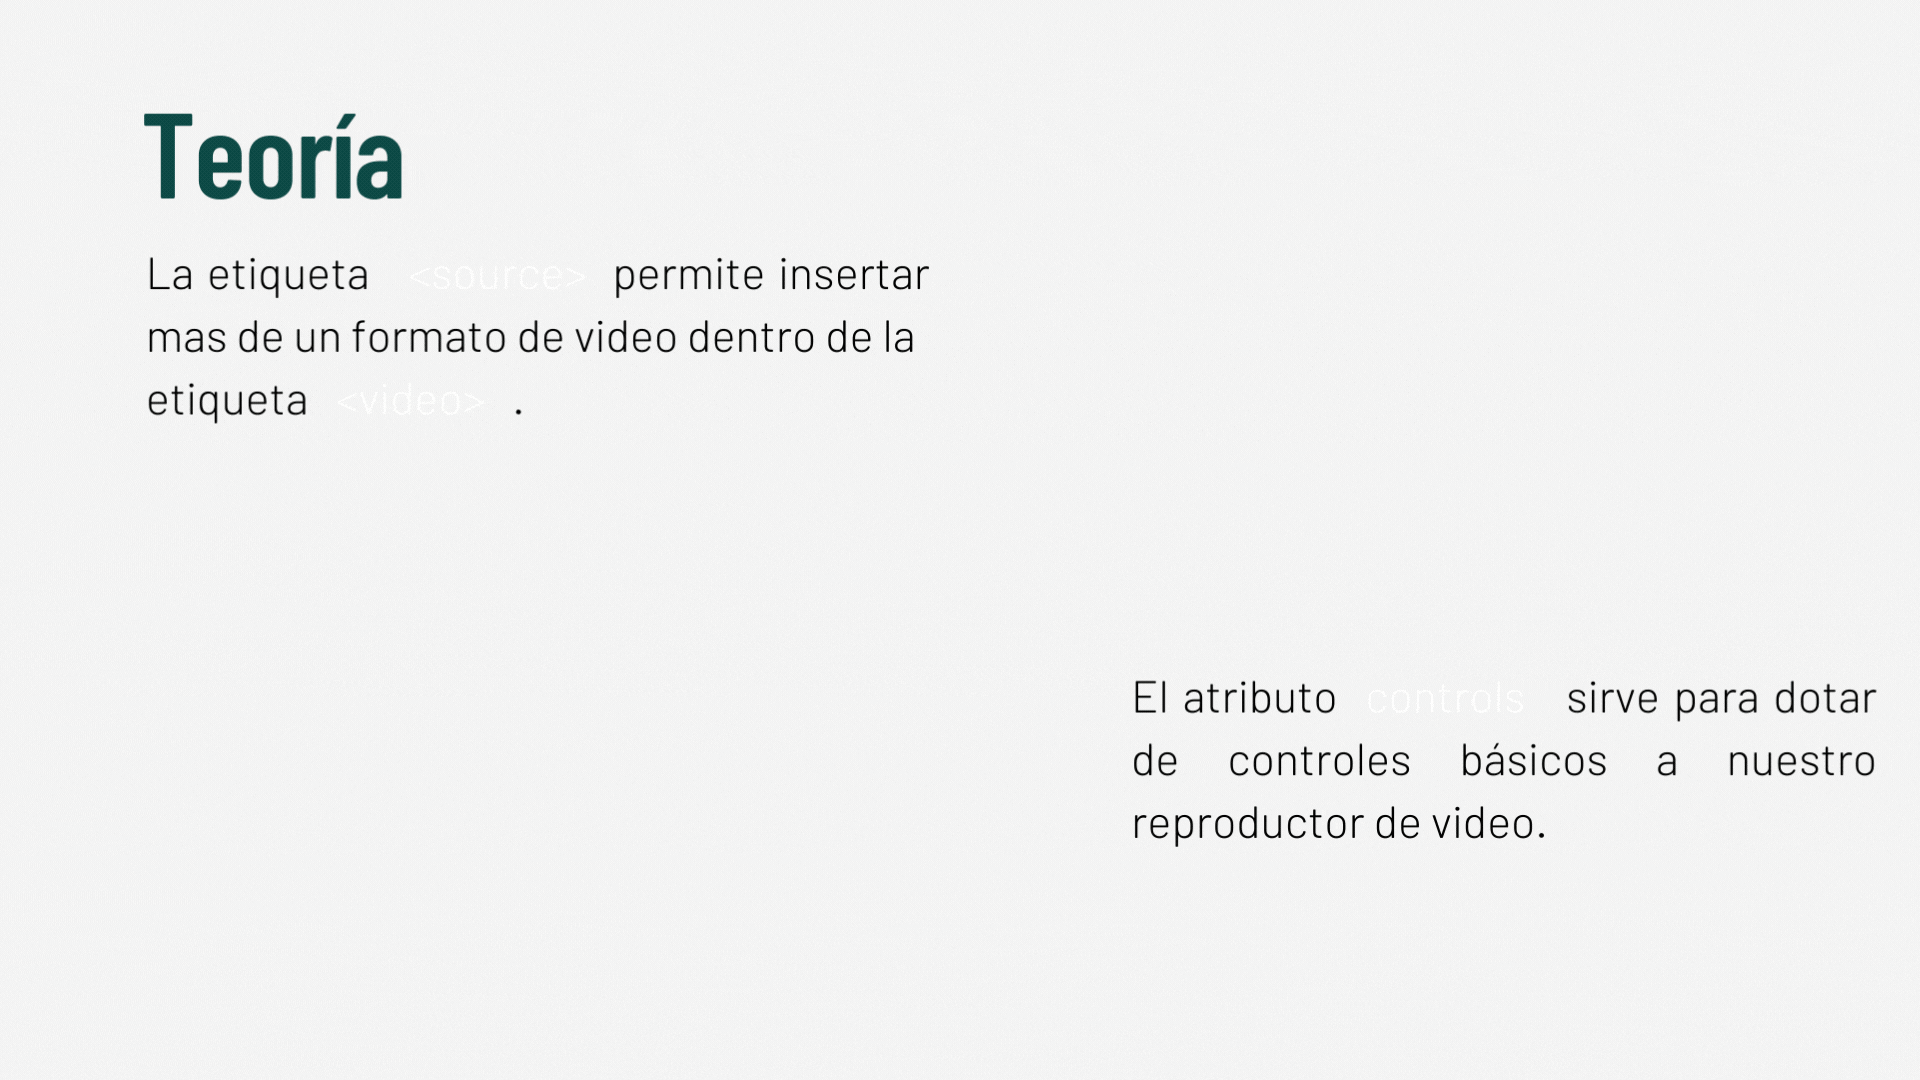 Teoría
La etiqueta <source> permite insertar
mas de un formato de video dentro de la
etiqueta <video> .
El atributo controls sirve para dotar
de controles básicos a nuestro
reproductor de video.